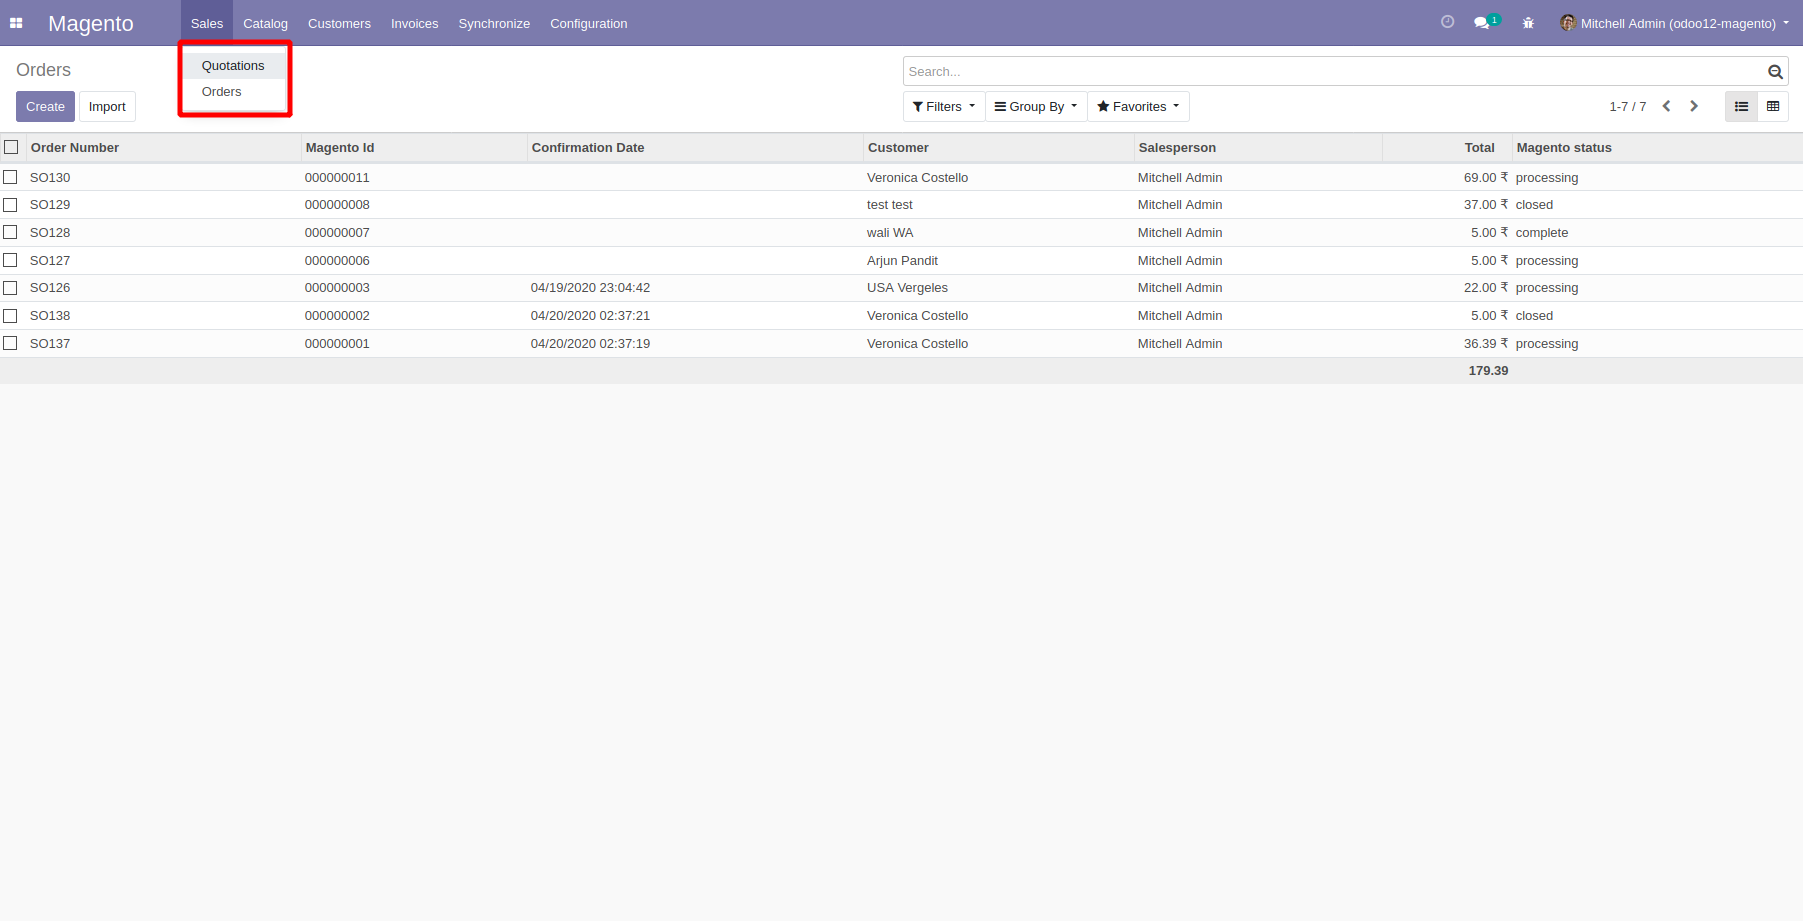 Magento Sales Catalog Customers Invoices Synchronize Configuration 1 Mitchell Admin (odoo12-magento)
Orders
Quotations
Orders
Search...
Create Import
Filters Group By Favorites 1-7 / 7
Order Number Magento Id Confirmation Date Customer Salesperson Total Magento status
SO130 000000011 Veronica Costello Mitchell Admin 69.00 ₹ processing
SO129 000000008 test test Mitchell Admin 37.00 ₹ closed
SO128 000000007 wali WA Mitchell Admin 5.00 ₹ complete
SO127 000000006 Arjun Pandit Mitchell Admin 5.00 ₹ processing
SO126 000000003 04/19/2020 23:04:42 USA Vergeles Mitchell Admin 22.00 ₹ processing
SO138 000000002 04/20/2020 02:37:21 Veronica Costello Mitchell Admin 5.00 ₹ closed
SO137 000000001 04/20/2020 02:37:19 Veronica Costello Mitchell Admin 36.39 ₹ processing
179.39